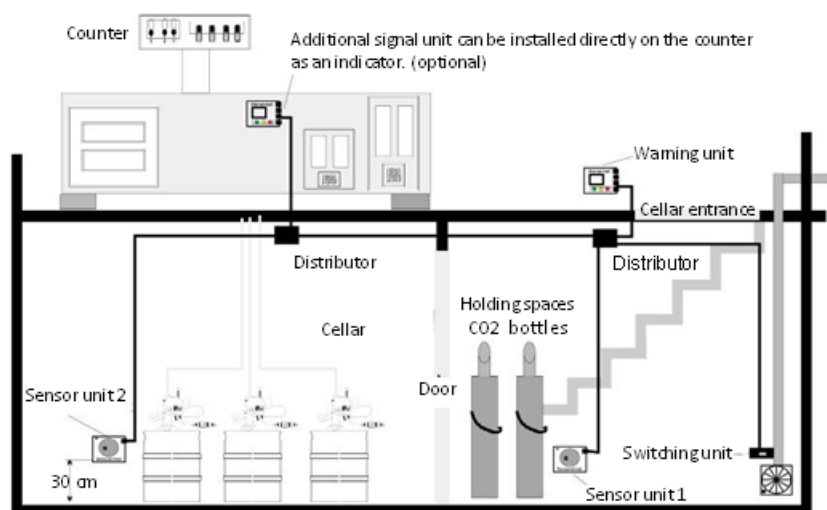 Counter
Additional signal unit can be installed directly on the counter
as an indicator. (optional)
Warning unit
Cellar entrance
Distributor
Distributor
Holding spaces
CO2 bottles
Cellar
Door
Sensor unit 2
30 cm
Switching unit
Sensor unit 1